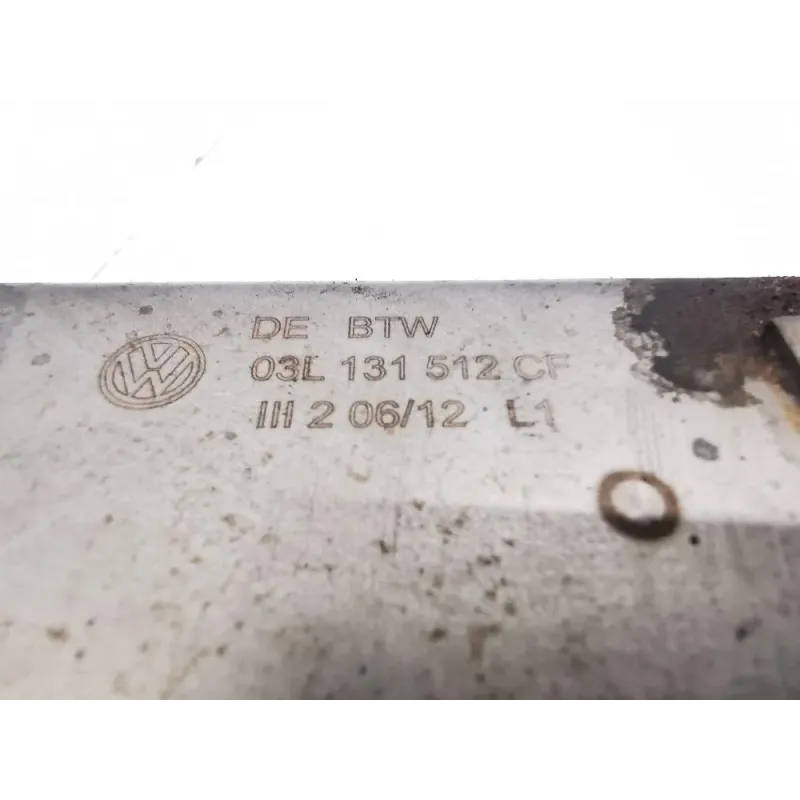 DE BTW
03L 131 512 CF
III 2 06/12 L1